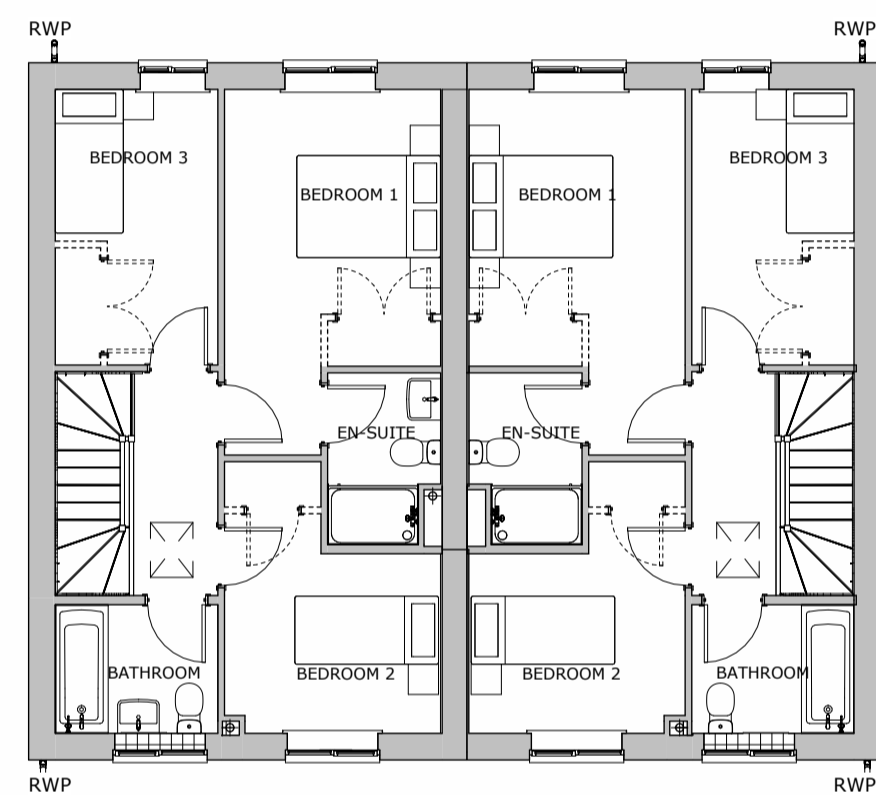 RWP RWP
BEDROOM 3 BEDROOM 3
BEDROOM 1 BEDROOM 1
EN-SUITE EN-SUITE
BATHROOM BEDROOM 2 BEDROOM 2 BATHROOM
RWP RWP